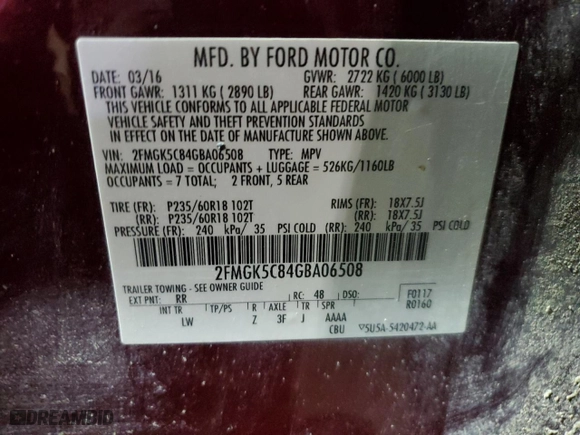 MFD. BY FORD MOTOR CO.
DATE: 03/16 GVWR: 2722 KG ( 6000 LB)
FRONT GAWR: 1311 KG ( 2890 LB) REAR GAWR: 1420 KG ( 3130 LB)
THIS VEHICLE CONFORMS TO ALL APPLICABLE FEDERAL MOTOR
VEHICLE SAFETY AND THEFT PREVENTION STANDARDS
IN EFFECT ON THE DATE OF MANUFACTURE SHOWN ABOVE.
VIN: 2FMGK5C84GBA06508 TYPE: MPV
MAXIMUM LOAD = OCCUPANTS + LUGGAGE = 526KG/1160LB
OCCUPANTS = 7 TOTAL; 2 FRONT, 5 REAR
TIRE (FR): P235/60R18 102T RIMS (FR): 18X7.5J
(RR): P235/60R18 102T (RR): 18X7.5J
PRESSURE (FR): 240 kPa/ 35 PSI COLD (RR): 240 kPa/ 35 PSI COLD
2FMGK5C84GBA06508
TRAILER TOWING - SEE OWNER GUIDE
EXT PNT: RR RC: 48 DSO: F0117
R0160
INT TR TP/PS R AXLE TR SPR
LW Z 3F J AAAA
CBU 5U5A-5420472-AA
DREAMBID